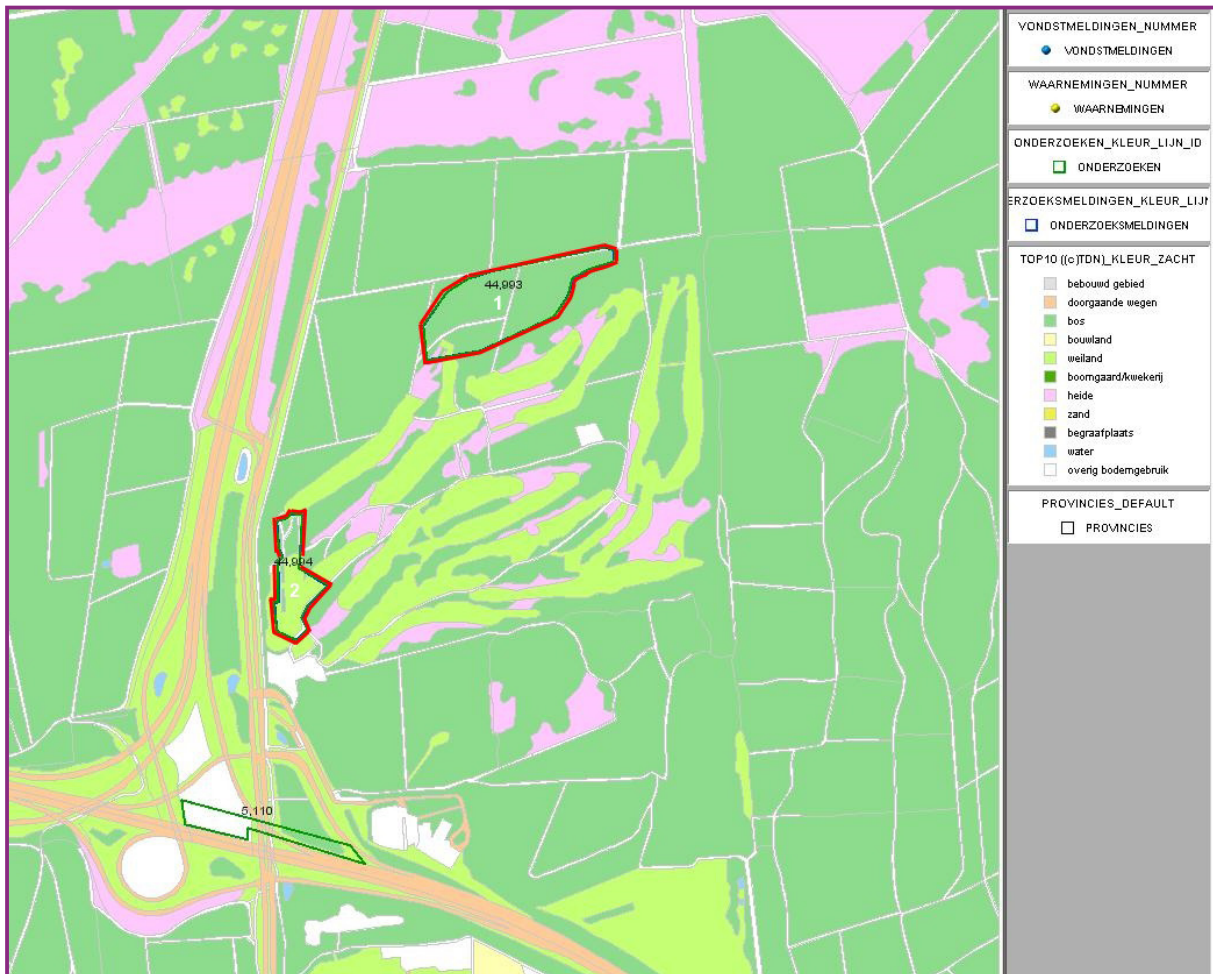 44,993
1
44,994
2
5,110
VONDSTMELDINGEN_NUMMER
VONDSTMELDINGEN
WAARNEMINGEN_NUMMER
WAARNEMINGEN
ONDERZOEKEN_KLEUR_LIJN_ID
ONDERZOEKEN
ERZOEKSMELDINGEN_KLEUR_LIJN
ONDERZOEKSMELDINGEN
TOP10 ((c)TDN)_KLEUR_ZACHT
bebouwd gebied
doorgaande wegen
bos
bouwland
weiland
boomgaard/kwekerij
heide
zand
begraafplaats
water
overig bodemgebruik
PROVINCIES_DEFAULT
PROVINCIES